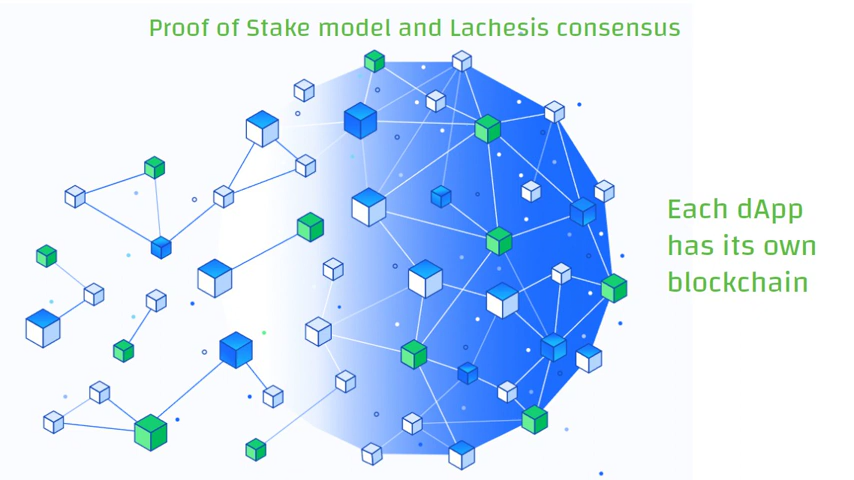 Proof of Stake model and Lachesis consensus
Each dApp
has its own
blockchain